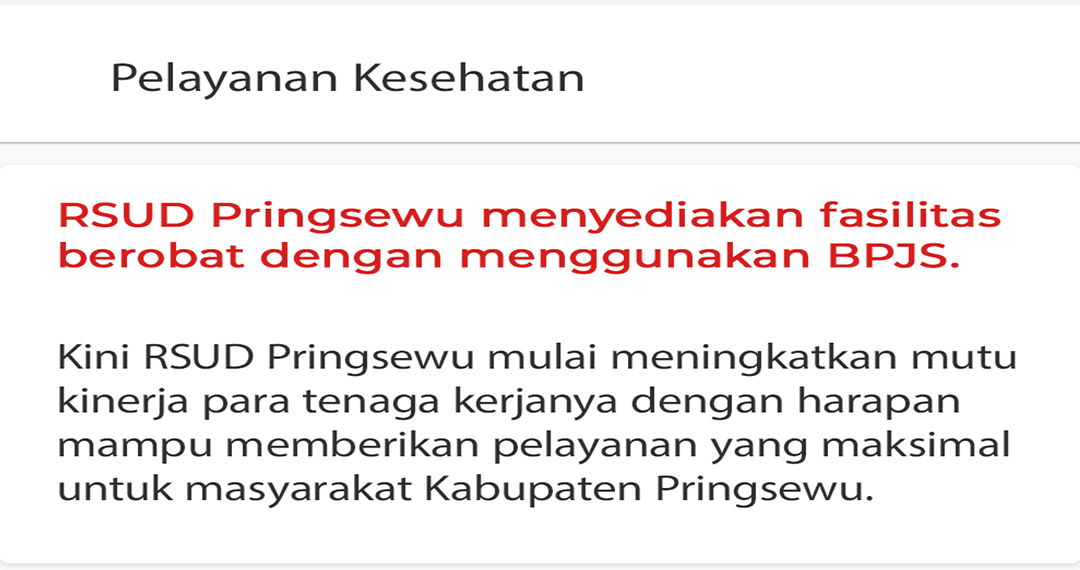 Pelayanan Kesehatan
RSUD Pringsewu menyediakan fasilitas
berobat dengan menggunakan BPJS.
Kini RSUD Pringsewu mulai meningkatkan mutu
kinerja para tenaga kerjanya dengan harapan
mampu memberikan pelayanan yang maksimal
untuk masyarakat Kabupaten Pringsewu.